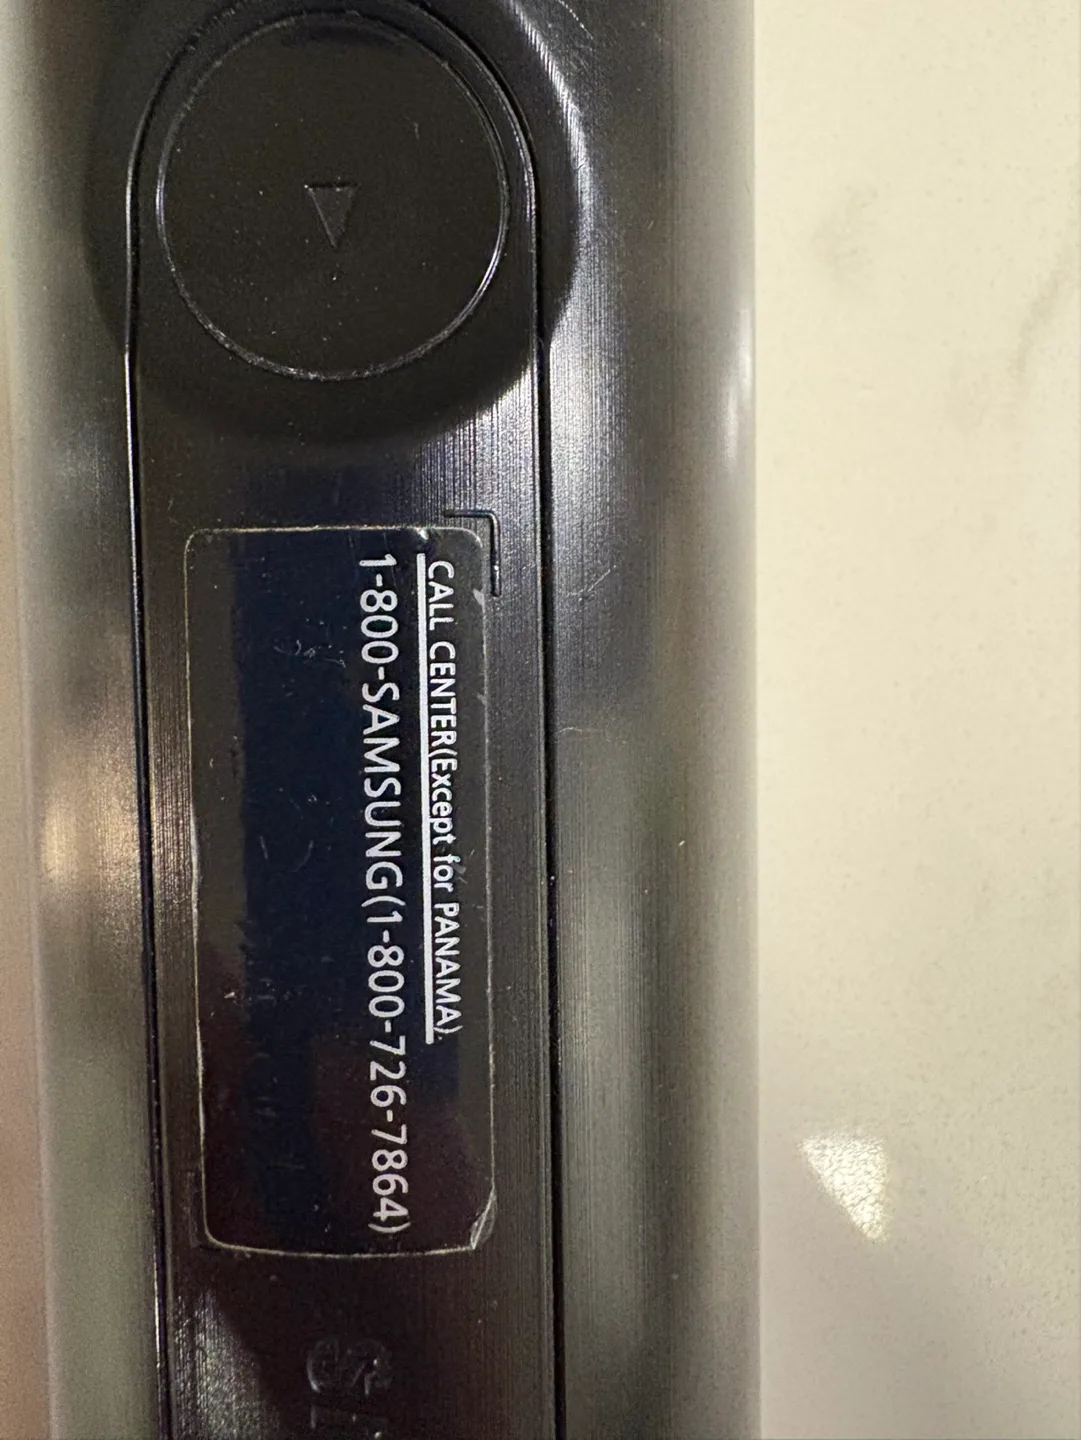 CALL CENTER(Except for PANAMA)
1-800-SAMSUNG(1-800-726-7864)